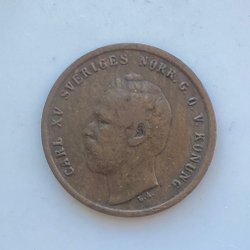 CARL XV SVERIGES NORR. G. O. V. KONUNG
L. A.